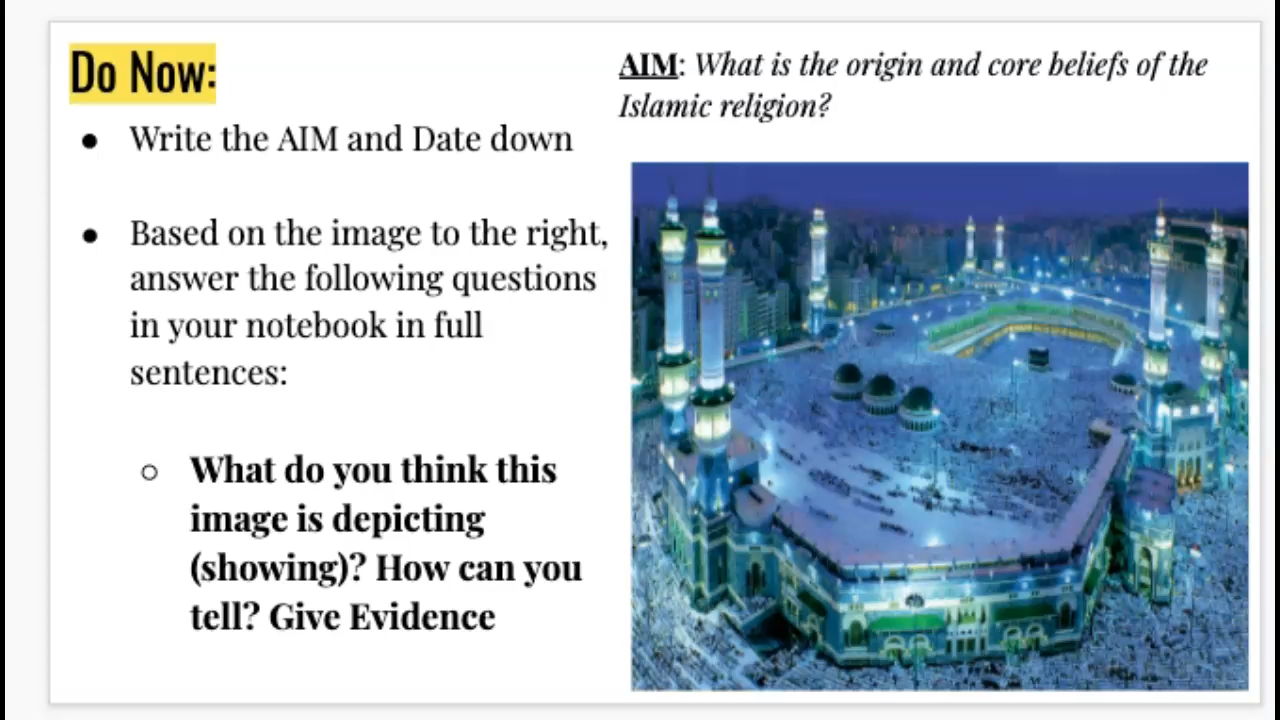 Do Now:
Write the AIM and Date down
Based on the image to the right,
answer the following questions
in your notebook in full
sentences:
What do you think this
image is depicting
(showing)? How can you
tell? Give Evidence
AIM: What is the origin and core beliefs of the
Islamic religion?